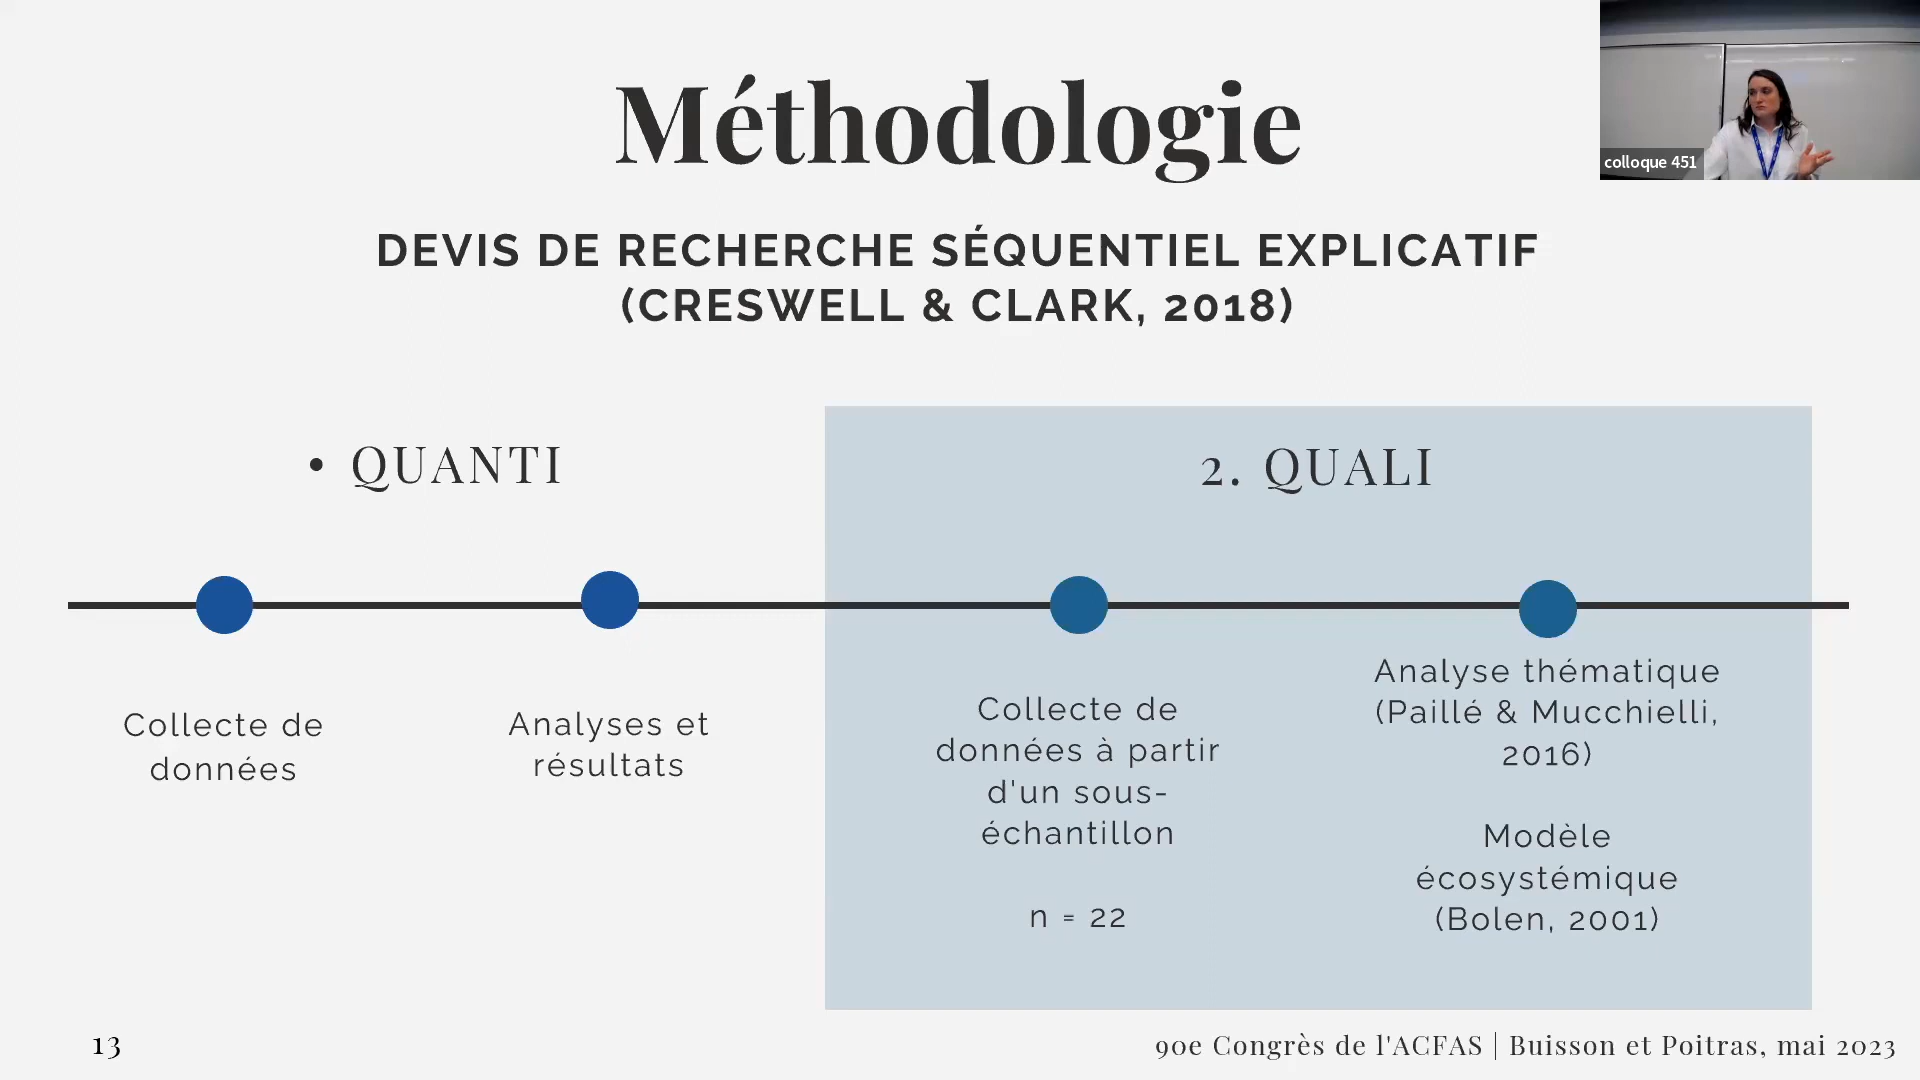 Méthodologie
colloque 451
DEVIS DE RECHERCHE SÉQUENTIEL EXPLICATIF
(CRESWELL & CLARK, 2018)
• QUANTI
2. QUALI
Collecte de
données
Analyses et
résultats
Collecte de
données à partir
d'un sous-
échantillon
n = 22
Analyse thématique
(Paillé & Mucchielli,
2016)
Modèle
écosystémique
(Bolen, 2001)
13
90e Congrès de l'ACFAS | Buisson et Poitras, mai 2023